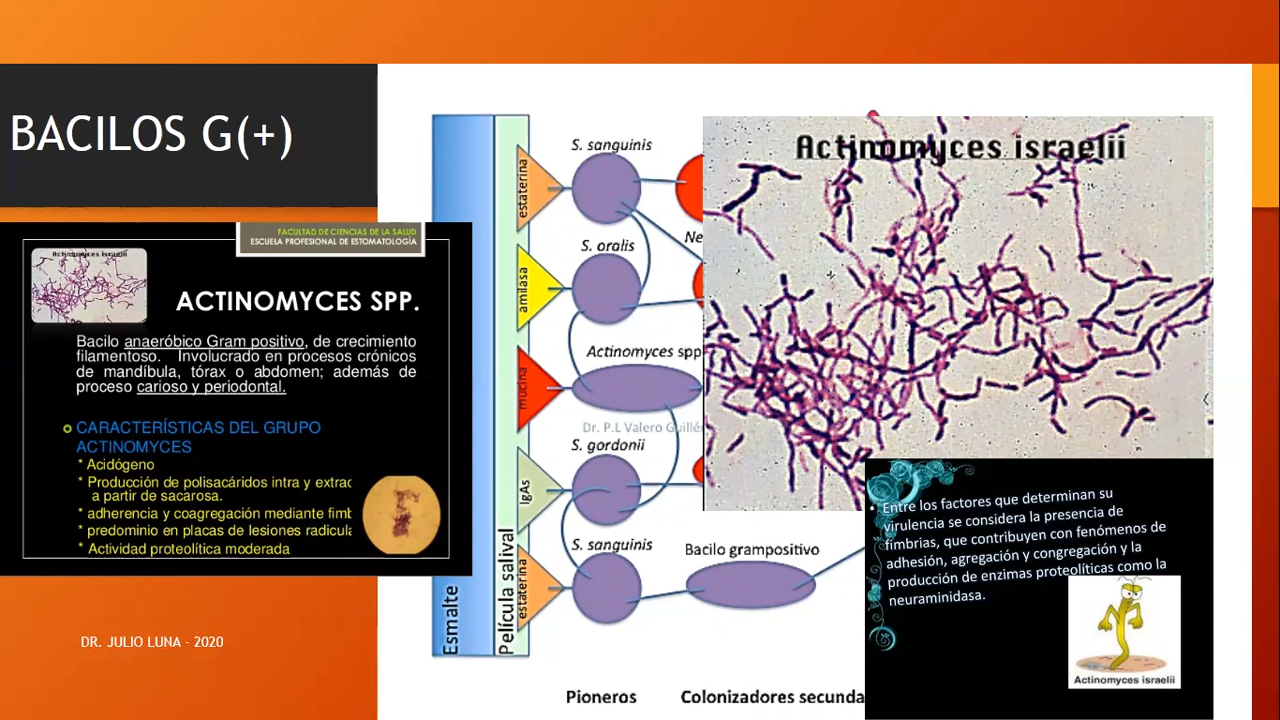 BACILOS G(+)
FACULTAD DE CIENCIAS DE LA SALUD
ESCUELA PROFESIONAL DE ESTOMATOLOGÍA
Actinomyces israelii
ACTINOMYCES SPP.
Bacilo anaeróbico Gram positivo, de crecimiento
filamentoso. Involucrado en procesos crónicos
de mandíbula, tórax o abdomen; además de
proceso carioso y periodontal.
CARACTERÍSTICAS DEL GRUPO
ACTINOMYCES
* Acidógeno
* Producción de polisacáridos intra y extrac
a partir de sacarosa.
* adherencia y coagregación mediante fimb
* predominio en placas de lesiones radicula
* Actividad proteolítica moderada
DR. JULIO LUNA - 2020
Esmalte
Película salival
estaterina
amilasa
mucina
IgAs
estaterina
S. sanguinis
S. oralis
Ne
Actinomyces spp
Dr. P.L Valero Guillén
S. gordonii
S. sanguinis
Bacilo grampositivo
Pioneros
Colonizadores secunda
Actinomyces israelii
• Entre los factores que determinan su
virulencia se considera la presencia de
fimbrias, que contribuyen con fenómenos de
adhesión, agregación y congregación y la
producción de enzimas proteolíticas como la
neuraminidasa.
Actinomyces israelii